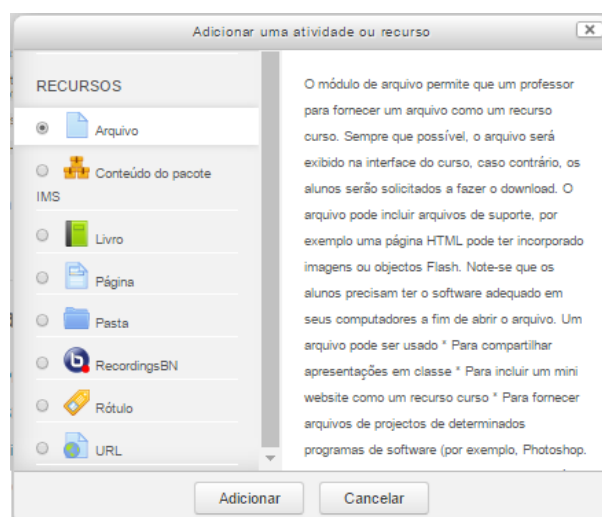 Adicionar uma atividade ou recurso
x
RECURSOS
Arquivo
Conteúdo do pacote
IMS
Livro
Página
Pasta
b
RecordingsBN
Rótulo
URL
O módulo de arquivo permite que um professor
para fornecer um arquivo como um recurso
curso. Sempre que possível, o arquivo será
exibido na interface do curso, caso contrário, os
alunos serão solicitados a fazer o download. O
arquivo pode incluir arquivos de suporte, por
exemplo uma página HTML pode ter incorporado
imagens ou objectos Flash. Note-se que os
alunos precisam ter o software adequado em
seus computadores a fim de abrir o arquivo. Um
arquivo pode ser usado * Para compartilhar
apresentações em classe * Para incluir um mini
website como um recurso curso * Para fornecer
arquivos de projectos de determinados
programas de software (por exemplo, Photoshop.
Adicionar
Cancelar